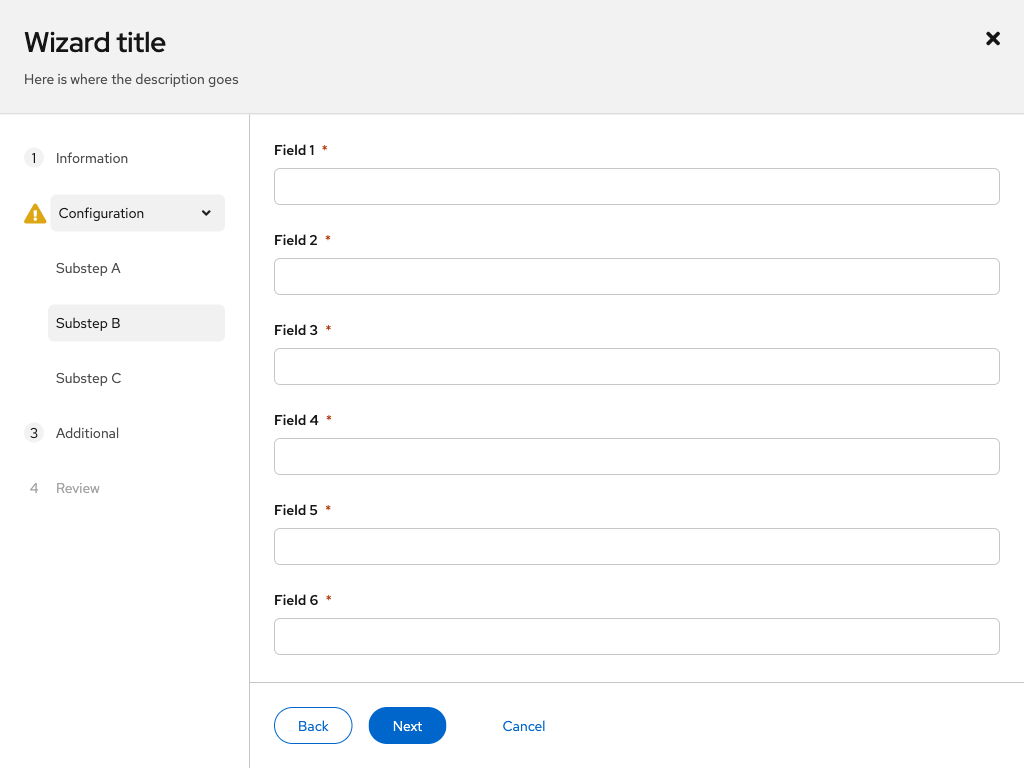 Wizard title
Here is where the description goes
1 Information
Configuration
Substep A
Substep B
Substep C
3 Additional
4 Review
Field 1 *
Field 2 *
Field 3 *
Field 4 *
Field 5 *
Field 6 *
Back Next Cancel